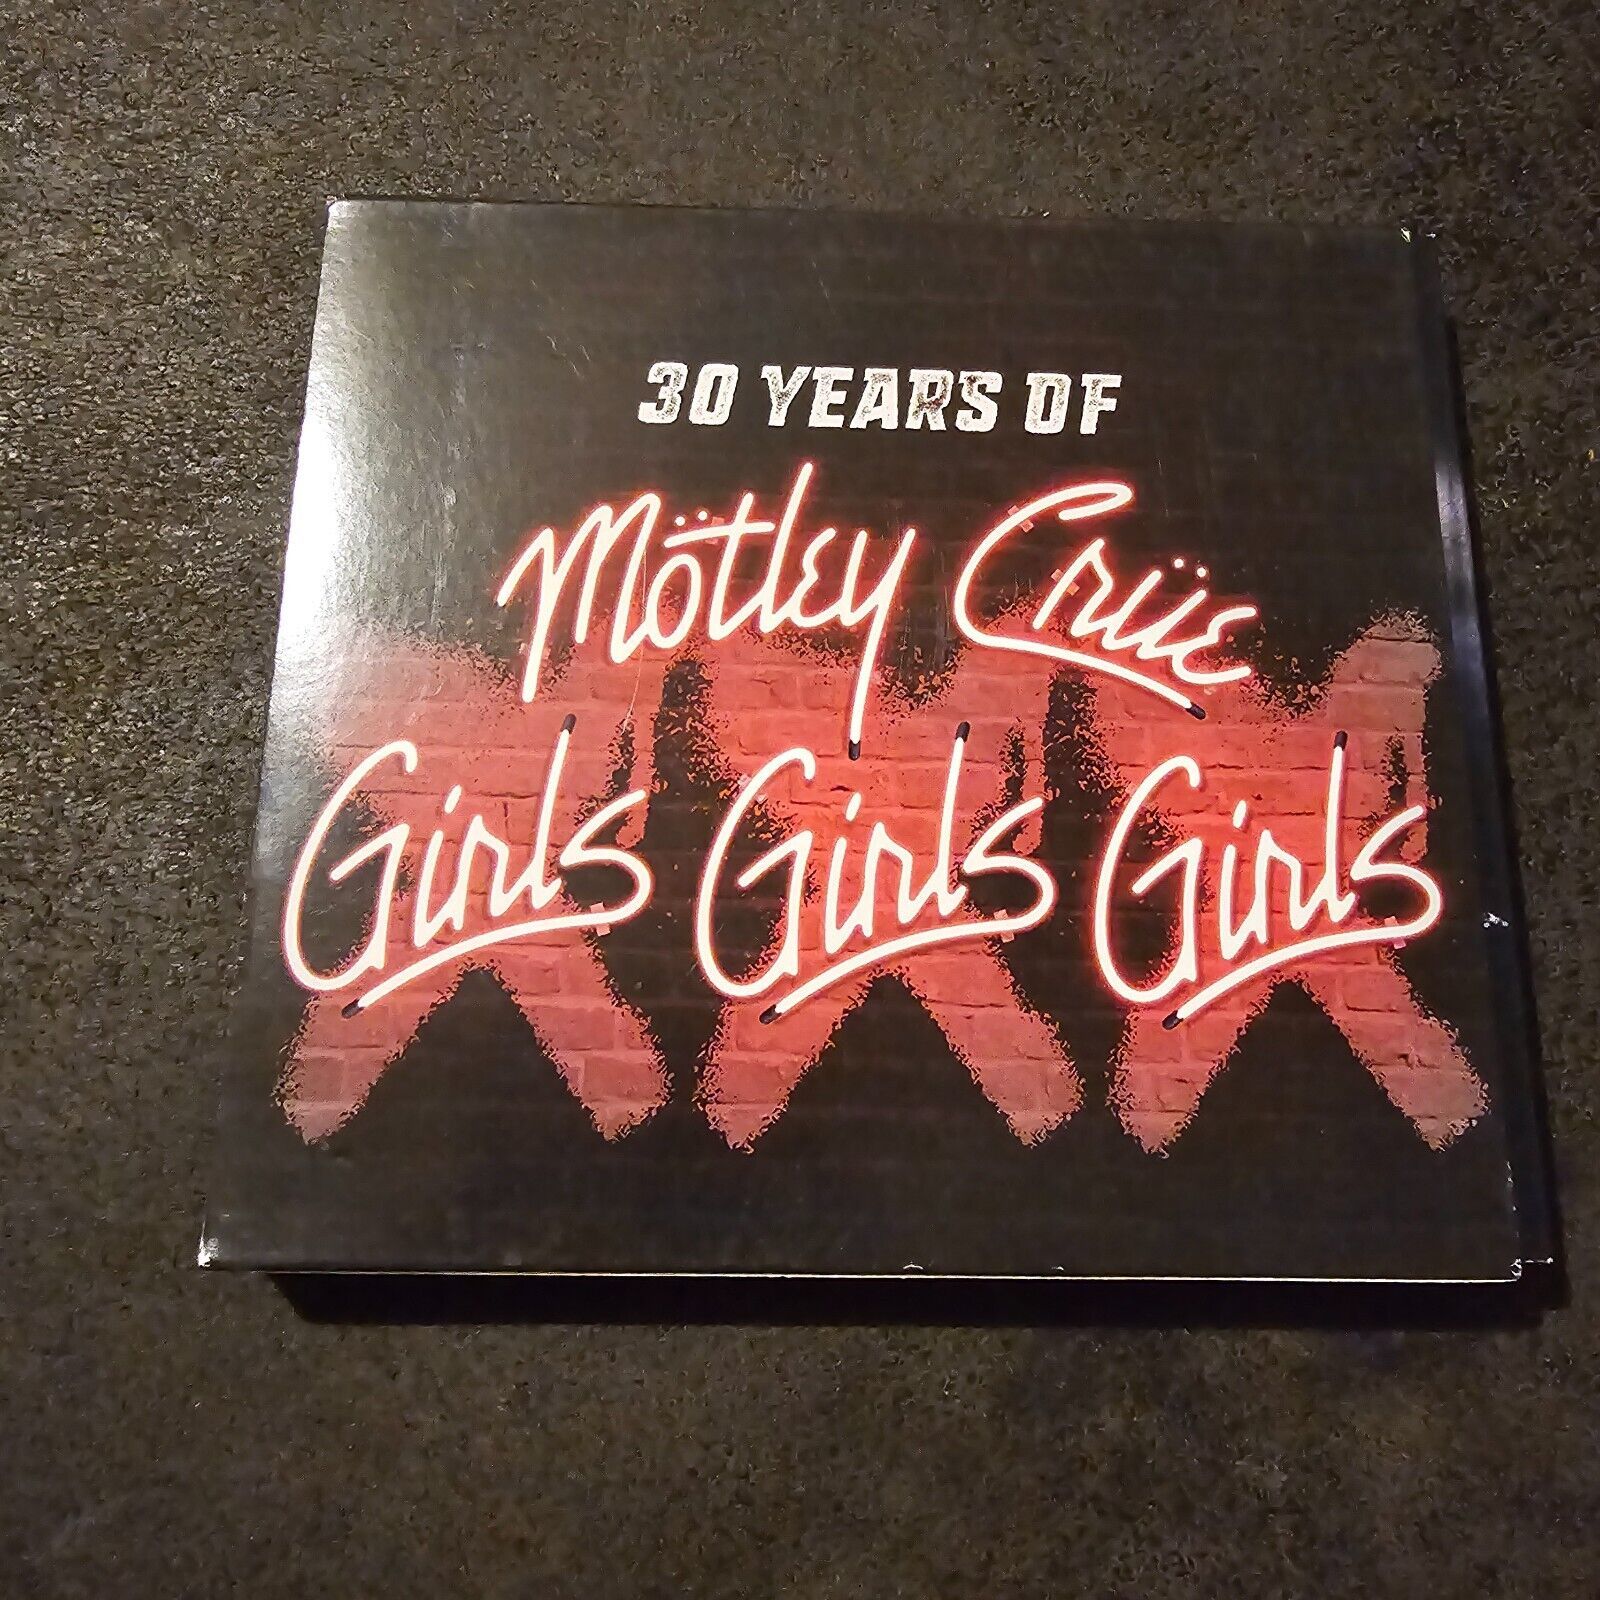 30 YEARS OF
Mötley Crüe
Girls Girls Girls